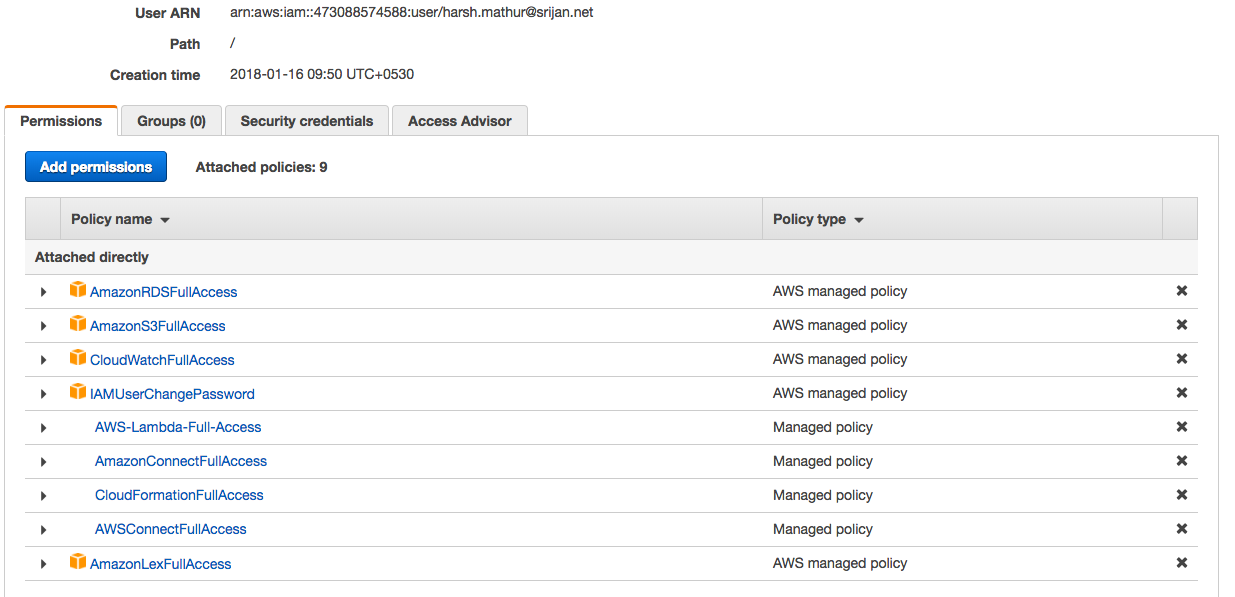 User ARN arn:aws:iam::473088574588:user/harsh.mathur@srijan.net
Path /
Creation time 2018-01-16 09:50 UTC+0530
Permissions Groups (0) Security credentials Access Advisor
Add permissions Attached policies: 9
Policy name Policy type
Attached directly
AmazonRDSFullAccess AWS managed policy
AmazonS3FullAccess AWS managed policy
CloudWatchFullAccess AWS managed policy
IAMUserChangePassword AWS managed policy
AWS-Lambda-Full-Access Managed policy
AmazonConnectFullAccess Managed policy
CloudFormationFullAccess Managed policy
AWSConnectFullAccess Managed policy
AmazonLexFullAccess AWS managed policy